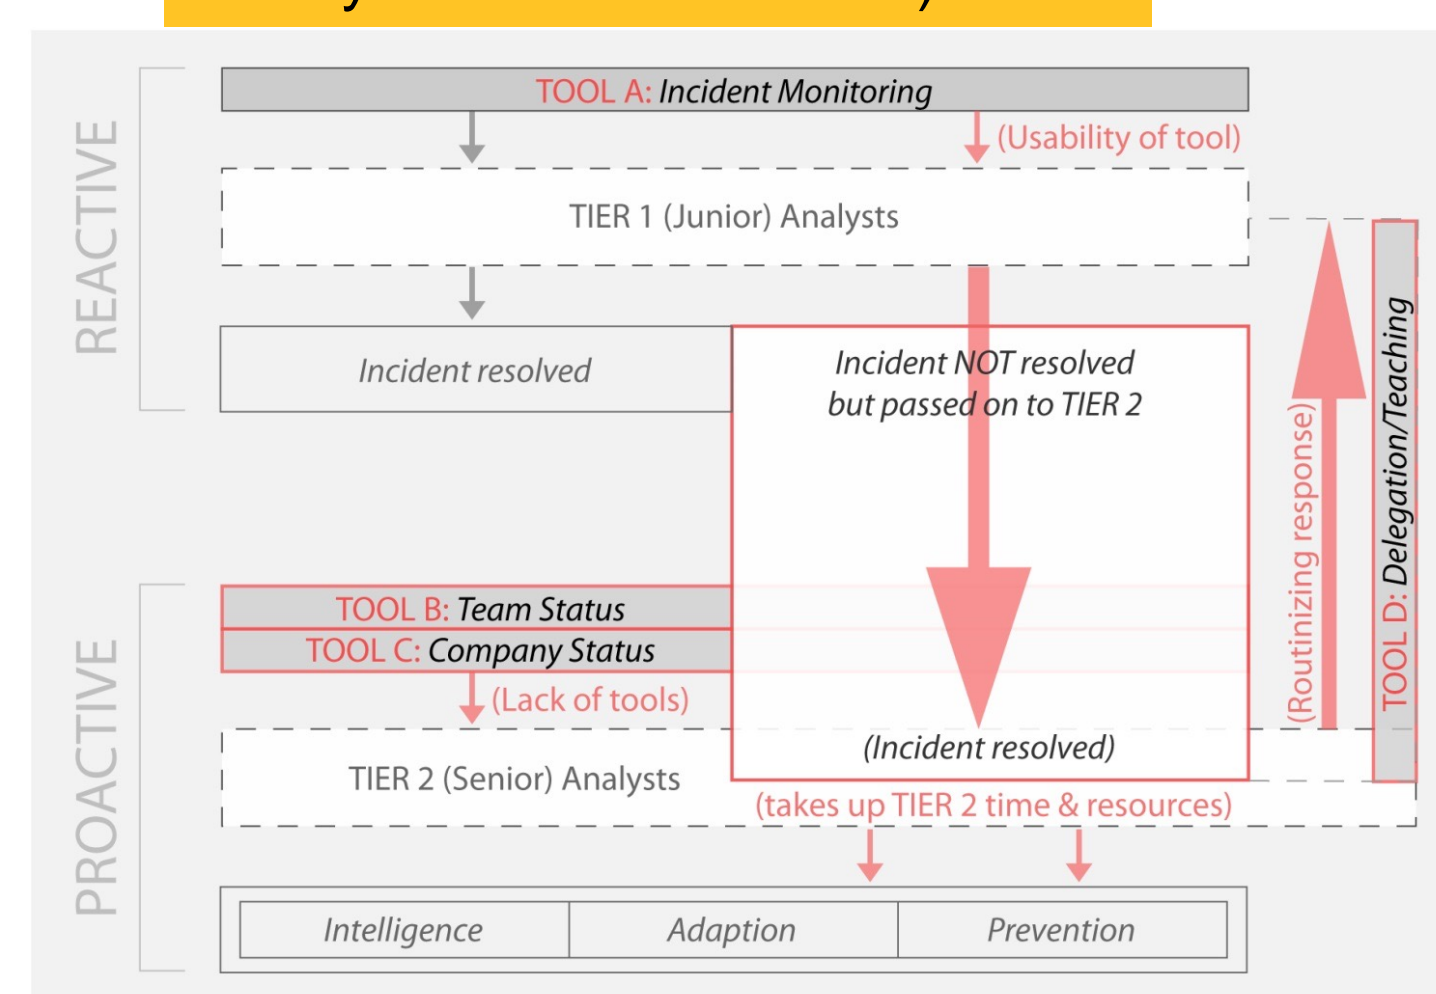 REACTIVE
TOOL A: Incident Monitoring
(Usability of tool)
TIER 1 (Junior) Analysts
Incident resolved
Incident NOT resolved
but passed on to TIER 2
(Routinizing response)
TOOL D: Delegation/Teaching
PROACTIVE
TOOL B: Team Status
TOOL C: Company Status
(Lack of tools)
(Incident resolved)
TIER 2 (Senior) Analysts
(takes up TIER 2 time & resources)
Intelligence
Adaption
Prevention